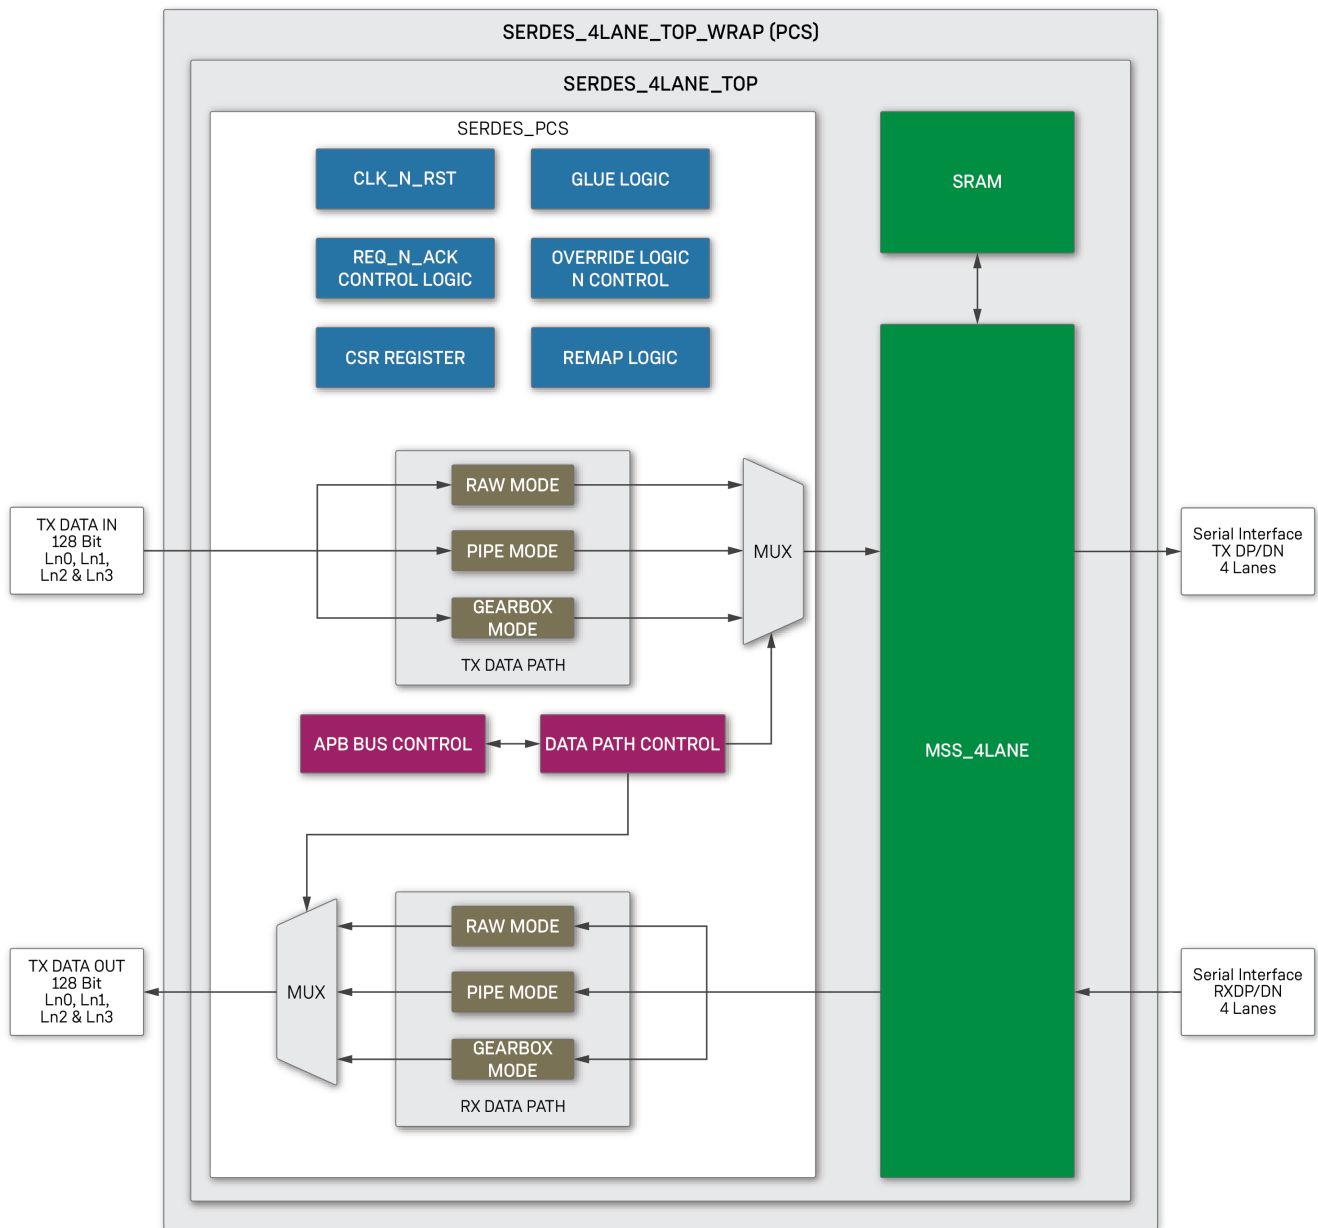 SERDES_4LANE_TOP_WRAP (PCS)
SERDES_4LANE_TOP
SERDES_PCS
CLK_N_RST
GLUE LOGIC
REQ_N_ACK
CONTROL LOGIC
OVERRIDE LOGIC
N CONTROL
CSR REGISTER
REMAP LOGIC
SRAM
TX DATA IN
128 Bit
Ln0, Ln1,
Ln2 & Ln3
RAW MODE
PIPE MODE
GEARBOX
MODE
TX DATA PATH
MUX
Serial Interface
TX DP/DN
4 Lanes
APB BUS CONTROL
DATA PATH CONTROL
MSS_4LANE
TX DATA OUT
128 Bit
Ln0, Ln1,
Ln2 & Ln3
MUX
RAW MODE
PIPE MODE
GEARBOX
MODE
RX DATA PATH
Serial Interface
RXDP/DN
4 Lanes